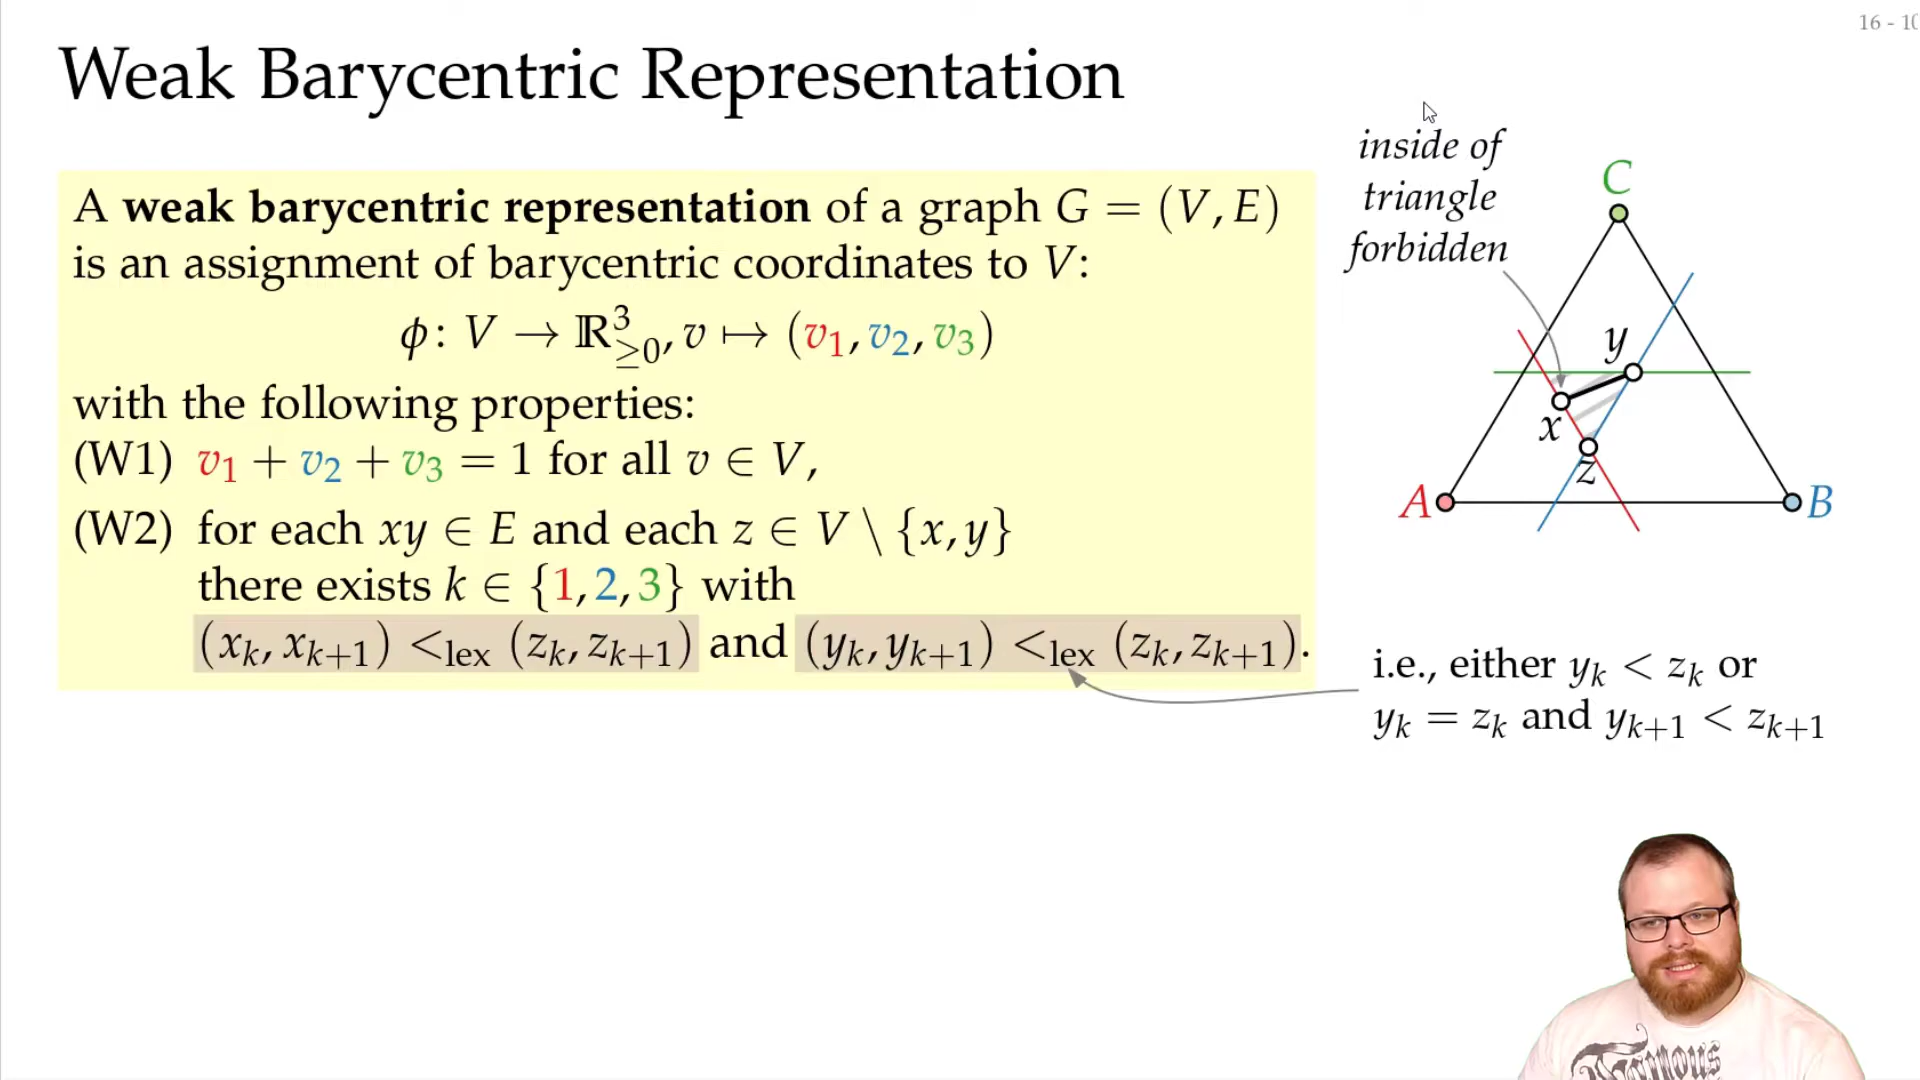 16 - 10
Weak Barycentric Representation
A weak barycentric representation of a graph G = (V, E)
is an assignment of barycentric coordinates to V:
ϕ: V → ℝ³≥0, v ↦ (v₁, v₂, v₃)
with the following properties:
(W1) v₁ + v₂ + v₃ = 1 for all v ∈ V,
(W2) for each xy ∈ E and each z ∈ V \ {x, y}
there exists k ∈ {1, 2, 3} with
(xₖ, xₖ₊₁) <lex (zₖ, zₖ₊₁) and (yₖ, yₖ₊₁) <lex (zₖ, zₖ₊₁).
inside of
triangle
forbidden
C
y
x
z
A
B
i.e., either yₖ < zₖ or
yₖ = zₖ and yₖ₊₁ < zₖ₊₁
Famous